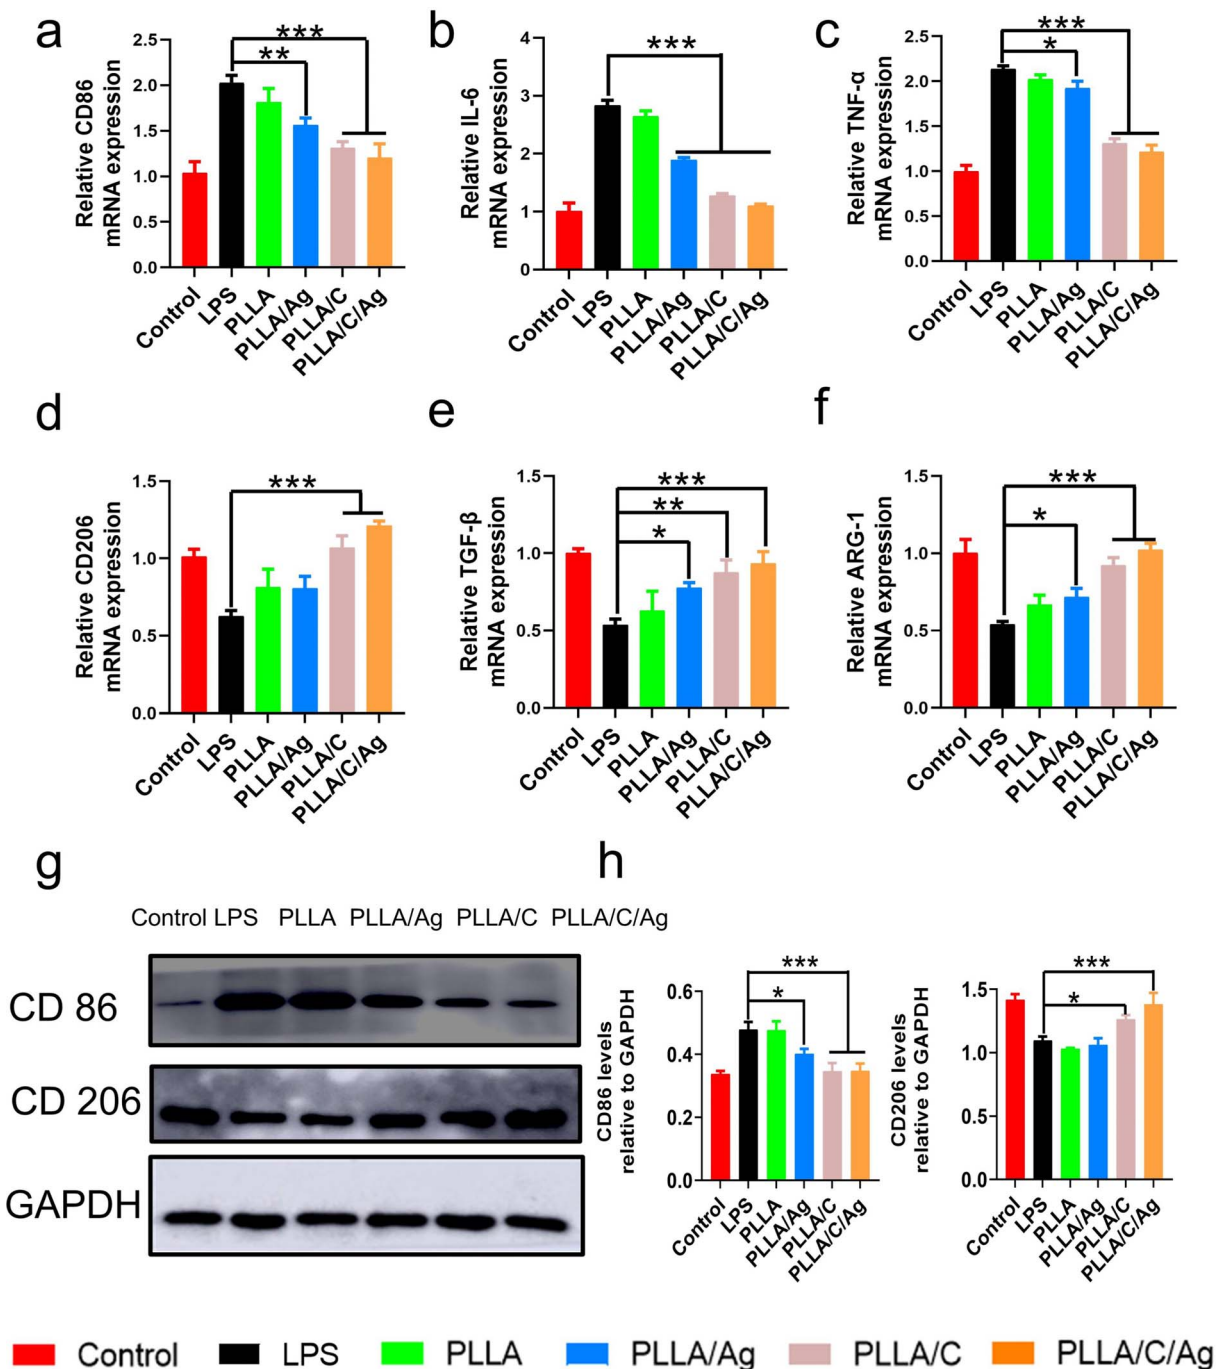 a
Relative CD86
mRNA expression
2.5
2.0
1.5
1.0
0.5
0.0
***
**
Control
LPS
PLLA
PLLA/Ag
PLLA/C
PLLA/C/Ag
b
Relative IL-6
mRNA expression
4
3
2
1
0
***
Control
LPS
PLLA
PLLA/Ag
PLLA/C
PLLA/C/Ag
c
Relative TNF-α
mRNA expression
2.5
2.0
1.5
1.0
0.5
0.0
***
*
Control
LPS
PLLA
PLLA/Ag
PLLA/C
PLLA/C/Ag
d
Relative CD206
mRNA expression
1.5
1.0
0.5
0.0
***
Control
LPS
PLLA
PLLA/Ag
PLLA/C
PLLA/C/Ag
e
Relative TGF-β
mRNA expression
1.5
1.0
0.5
0.0
***
**
*
Control
LPS
PLLA
PLLA/Ag
PLLA/C
PLLA/C/Ag
f
Relative ARG-1
mRNA expression
1.5
1.0
0.5
0.0
***
*
Control
LPS
PLLA
PLLA/Ag
PLLA/C
PLLA/C/Ag
g
Control LPS PLLA PLLA/Ag PLLA/C PLLA/C/Ag
CD 86
CD 206
GAPDH
h
CD86 levels
relative to GAPDH
0.6
0.4
0.2
0.0
***
*
Control
LPS
PLLA
PLLA/Ag
PLLA/C
PLLA/C/Ag
CD206 levels
relative to GAPDH
1.5
1.0
0.5
0.0
***
*
Control
LPS
PLLA
PLLA/Ag
PLLA/C
PLLA/C/Ag
Control LPS PLLA PLLA/Ag PLLA/C PLLA/C/Ag